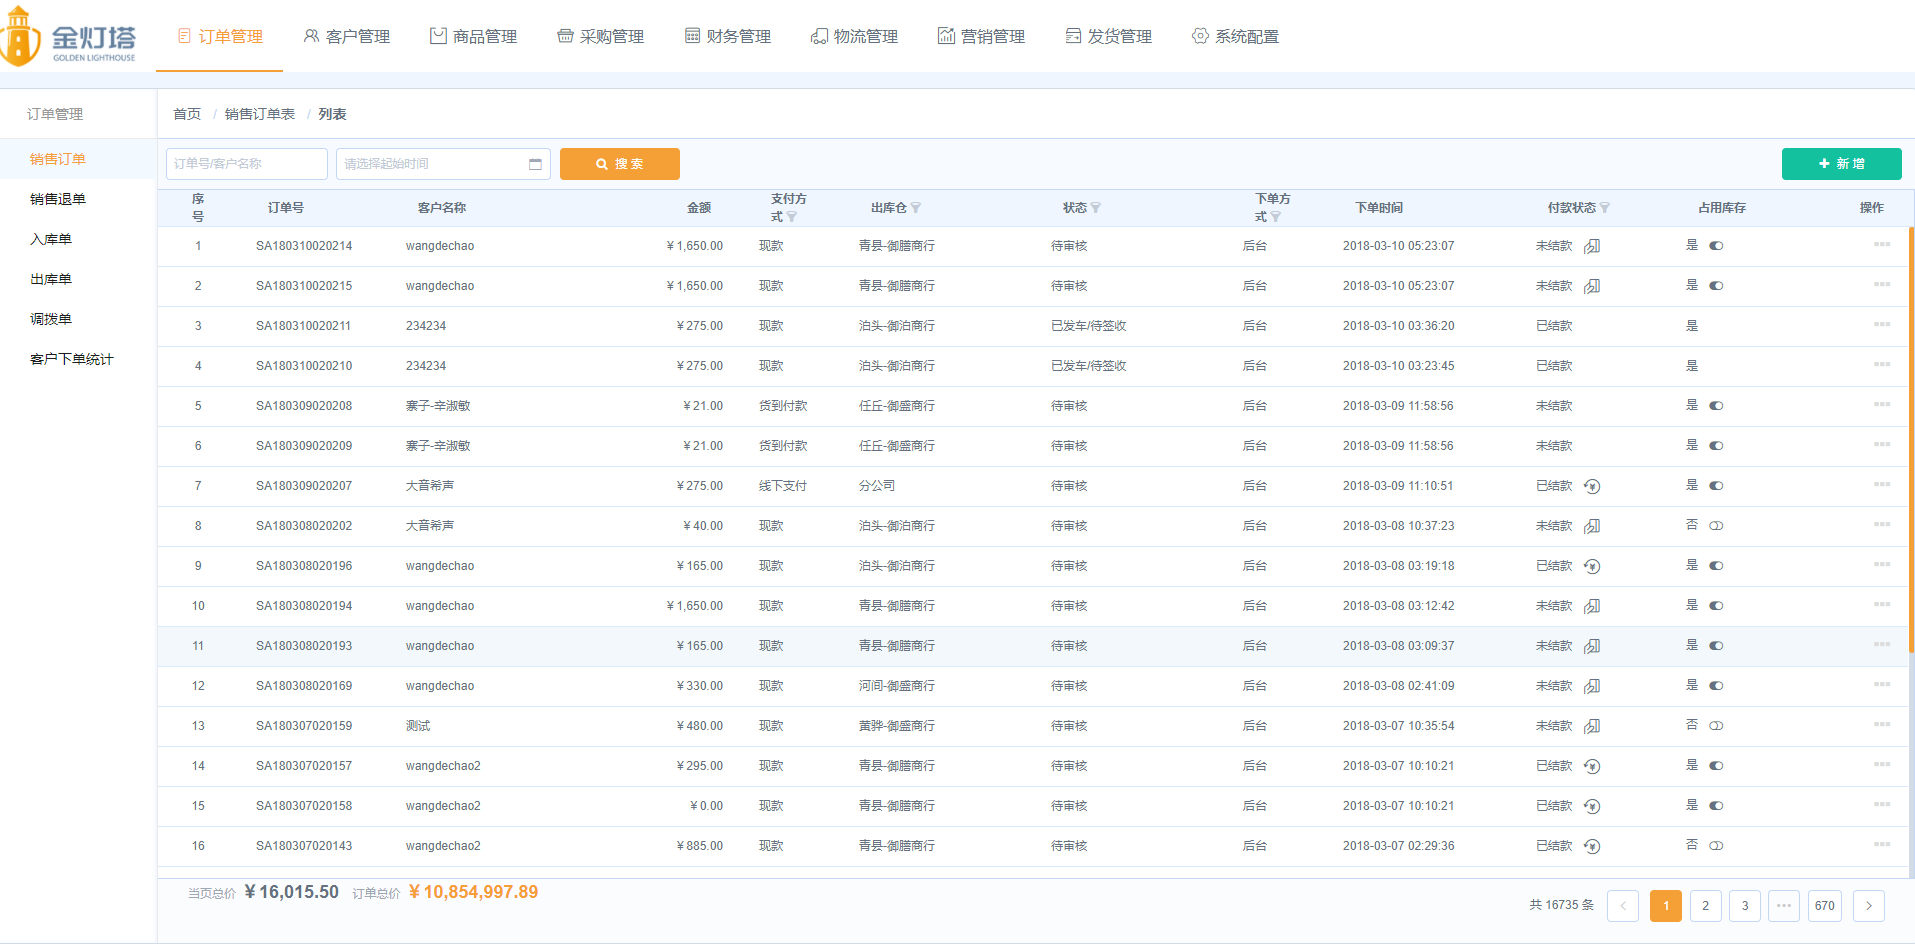 金灯塔
GOLDEN LIGHTHOUSE
订单管理 客户管理 商品管理 采购管理 财务管理 物流管理 营销管理 发货管理 系统配置
订单管理
销售订单
销售退单
入库单
出库单
调拨单
客户下单统计
首页 / 销售订单表 / 列表
订单号/客户名称 请选择起始时间 搜 索 新 增
序号 订单号 客户名称 金额 支付方式 出库仓 状态 下单方式 下单时间 付款状态 占用库存 操作
1 SA180310020214 wangdechao ¥ 1,650.00 现款 青县-御膳商行 待审核 后台 2018-03-10 05:23:07 未结款 是
2 SA180310020215 wangdechao ¥ 1,650.00 现款 青县-御膳商行 待审核 后台 2018-03-10 05:23:07 未结款 是
3 SA180310020211 234234 ¥ 275.00 现款 泊头-御泊商行 已发车/待签收 后台 2018-03-10 03:36:20 已结款 是
4 SA180310020210 234234 ¥ 275.00 现款 泊头-御泊商行 已发车/待签收 后台 2018-03-10 03:23:45 已结款 是
5 SA180309020208 寨子-辛淑敏 ¥ 21.00 货到付款 任丘-御盛商行 待审核 后台 2018-03-09 11:58:56 未结款 是
6 SA180309020209 寨子-辛淑敏 ¥ 21.00 货到付款 任丘-御盛商行 待审核 后台 2018-03-09 11:58:56 未结款 是
7 SA180309020207 大音希声 ¥ 275.00 线下支付 分公司 待审核 后台 2018-03-09 11:10:51 已结款 是
8 SA180308020202 大音希声 ¥ 40.00 现款 泊头-御泊商行 待审核 后台 2018-03-08 10:37:23 未结款 否
9 SA180308020196 wangdechao ¥ 165.00 现款 泊头-御泊商行 待审核 后台 2018-03-08 03:19:18 已结款 是
10 SA180308020194 wangdechao ¥ 1,650.00 现款 青县-御膳商行 待审核 后台 2018-03-08 03:12:42 未结款 是
11 SA180308020193 wangdechao ¥ 165.00 现款 青县-御膳商行 待审核 后台 2018-03-08 03:09:37 未结款 是
12 SA180308020169 wangdechao ¥ 330.00 现款 河间-御盛商行 待审核 后台 2018-03-08 02:41:09 未结款 是
13 SA180307020159 测试 ¥ 480.00 现款 黄骅-御盛商行 待审核 后台 2018-03-07 10:35:54 未结款 否
14 SA180307020157 wangdechao2 ¥ 295.00 现款 青县-御膳商行 待审核 后台 2018-03-07 10:10:21 已结款 是
15 SA180307020158 wangdechao2 ¥ 0.00 现款 青县-御膳商行 待审核 后台 2018-03-07 10:10:21 已结款 是
16 SA180307020143 wangdechao2 ¥ 885.00 现款 青县-御膳商行 待审核 后台 2018-03-07 02:29:36 已结款 否
当页总价 ¥ 16,015.50 订单总价 ¥ 10,854,997.89
共 16735 条 < 1 2 3 ••• 670 >